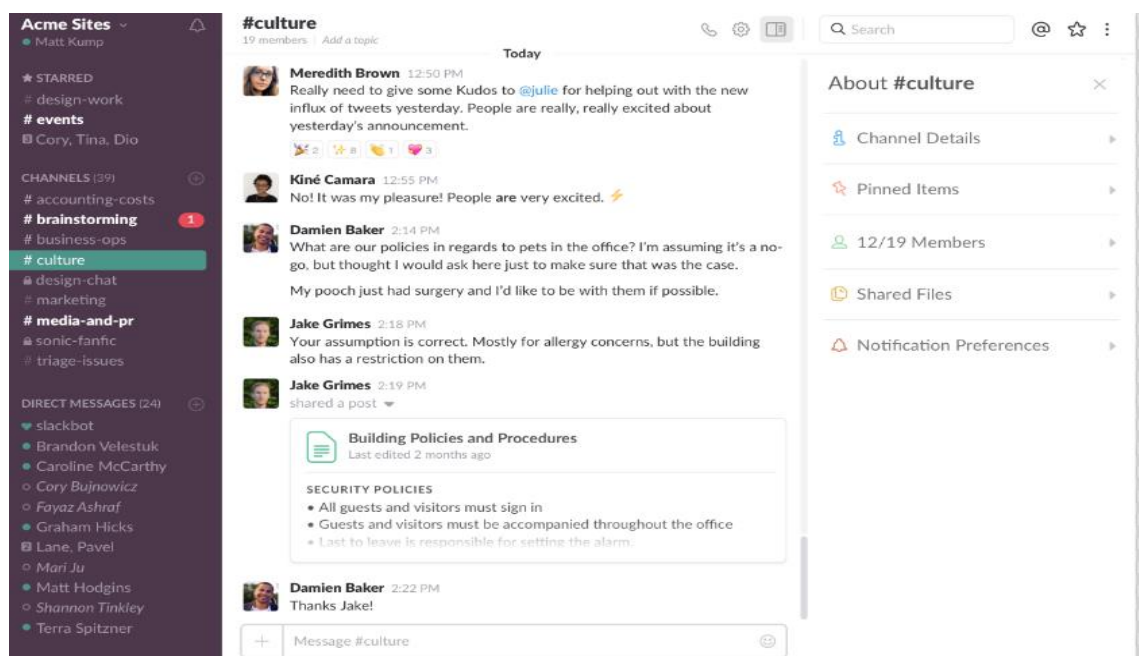 Acme Sites
Matt Kump
STARRED
# design-work
# events
Cory, Tina, Dio
CHANNELS (39)
# accounting-costs
# brainstorming 1
# business-ops
# culture
design-chat
# marketing
# media-and-pr
sonic-fanfic
# triage-issues
DIRECT MESSAGES (24)
slackbot
Brandon Velestuk
Caroline McCarthy
Cory Bujnowicz
Fayaz Ashraf
Graham Hicks
2 Lane, Pavel
Mari Ju
Matt Hodgins
Shannon Tinkley
Terra Spitzner
#culture
19 members | Add a topic
Today
Meredith Brown 12:50 PM
Really need to give some Kudos to @julie for helping out with the new
influx of tweets yesterday. People are really, really excited about
yesterday's announcement.
2 8 1 3
Kiné Camara 12:55 PM
No! It was my pleasure! People are very excited.
Damien Baker 2:14 PM
What are our policies in regards to pets in the office? I'm assuming it's a no-
go, but thought I would ask here just to make sure that was the case.
My pooch just had surgery and I'd like to be with them if possible.
Jake Grimes 2:18 PM
Your assumption is correct. Mostly for allergy concerns, but the building
also has a restriction on them.
Jake Grimes 2:19 PM
shared a post
Building Policies and Procedures
Last edited 2 months ago
SECURITY POLICIES
• All guests and visitors must sign in
• Guests and visitors must be accompanied throughout the office
• Last to leave is responsible for setting the alarm.
Damien Baker 2:22 PM
Thanks Jake!
Message #culture
Search
About #culture
Channel Details
Pinned Items
12/19 Members
Shared Files
Notification Preferences